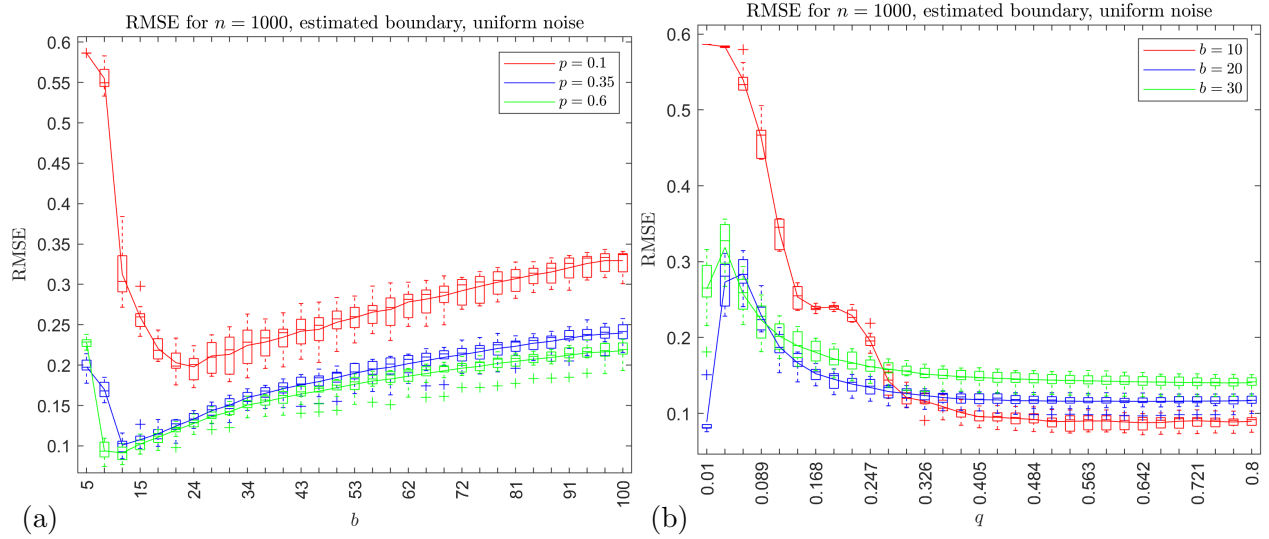 RMSE for n = 1000, estimated boundary, uniform noise
p = 0.1
p = 0.35
p = 0.6
RMSE
0.6
0.55
0.5
0.45
0.4
0.35
0.3
0.25
0.2
0.15
0.1
5
15
24
34
43
53
62
72
81
91
100
b
(a)
RMSE for n = 1000, estimated boundary, uniform noise
b = 10
b = 20
b = 30
RMSE
0.6
0.5
0.4
0.3
0.2
0.1
0.01
0.089
0.168
0.247
0.326
0.405
0.484
0.563
0.642
0.721
0.8
q
(b)